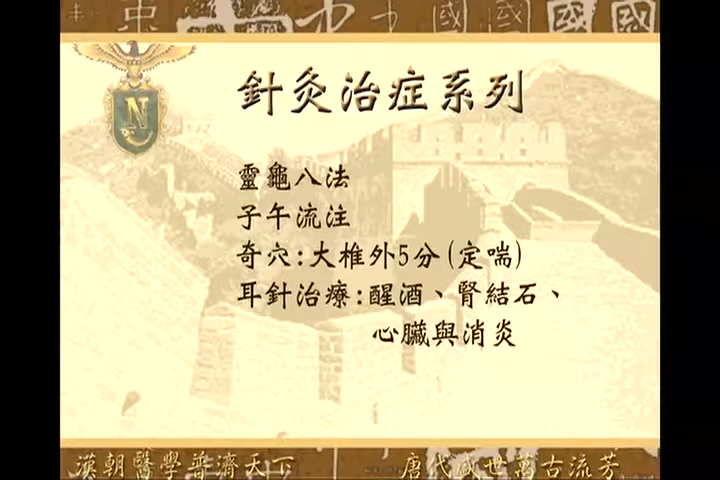 針灸治症系列
靈龜八法
子午流注
奇穴:大椎外5分(定喘)
耳針治療:醒酒、腎結石、
心臟與消炎
N
漢朝醫學普濟天下
唐代盛世萬古流芳